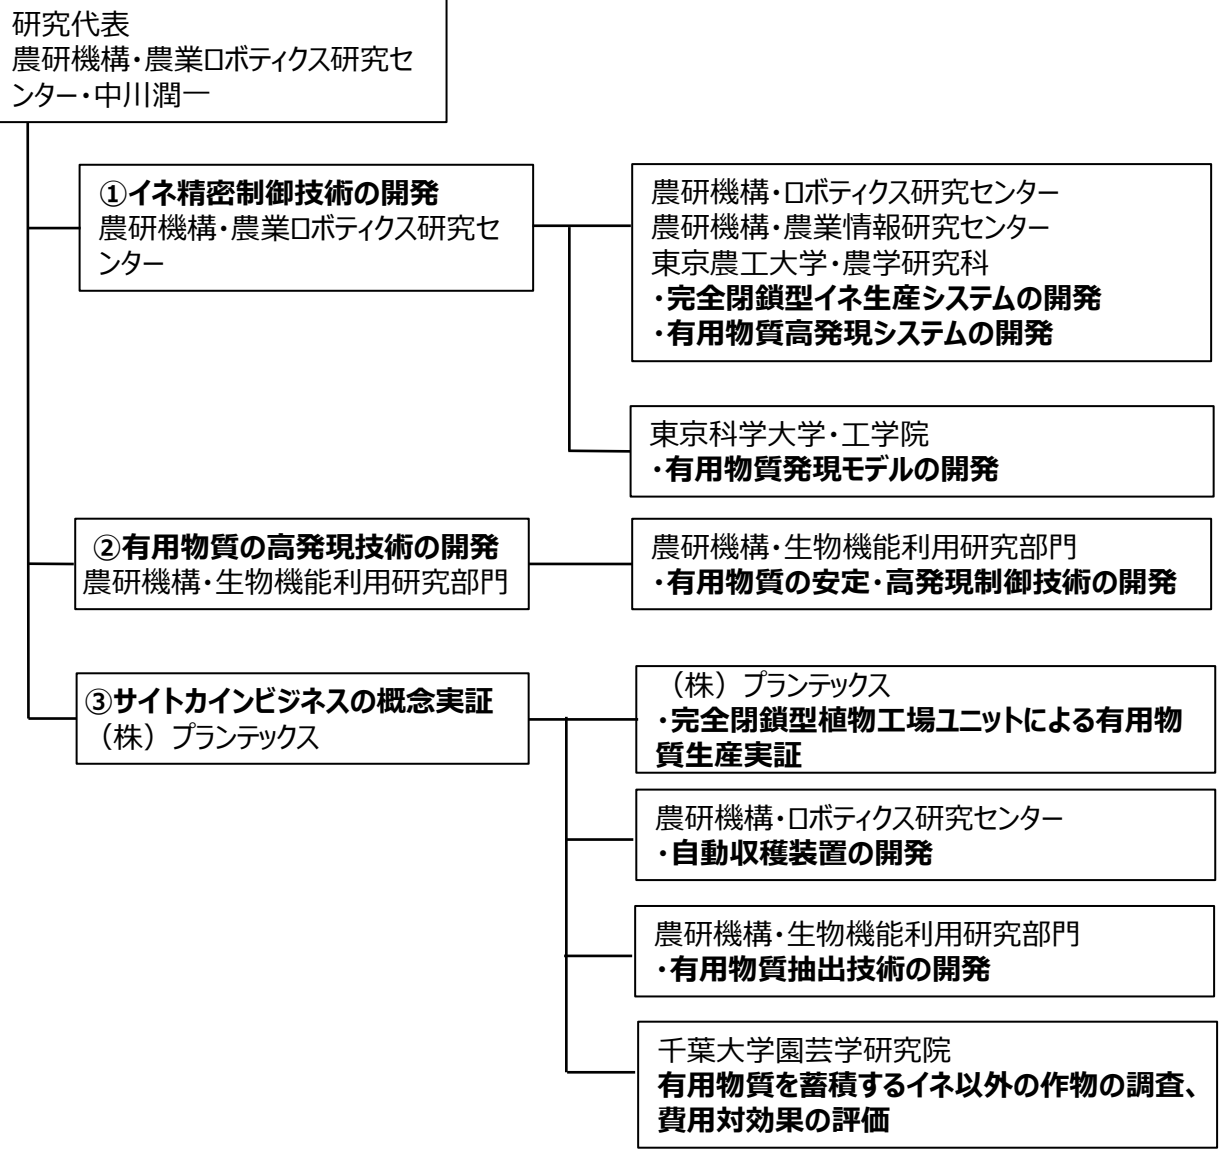 研究代表
農研機構・農業ロボティクス研究セ
ンター・中川潤一
①イネ精密制御技術の開発
農研機構・農業ロボティクス研究セ
ンター
農研機構・ロボティクス研究センター
農研機構・農業情報研究センター
東京農工大学・農学研究科
・完全閉鎖型イネ生産システムの開発
・有用物質高発現システムの開発
東京科学大学・工学院
・有用物質発現モデルの開発
②有用物質の高発現技術の開発
農研機構・生物機能利用研究部門
農研機構・生物機能利用研究部門
・有用物質の安定・高発現制御技術の開発
③サイトカインビジネスの概念実証
（株）プランテックス
（株）プランテックス
・完全閉鎖型植物工場ユニットによる有用物
質生産実証
農研機構・ロボティクス研究センター
・自動収穫装置の開発
農研機構・生物機能利用研究部門
・有用物質抽出技術の開発
千葉大学園芸学研究院
有用物質を蓄積するイネ以外の作物の調査、
費用対効果の評価